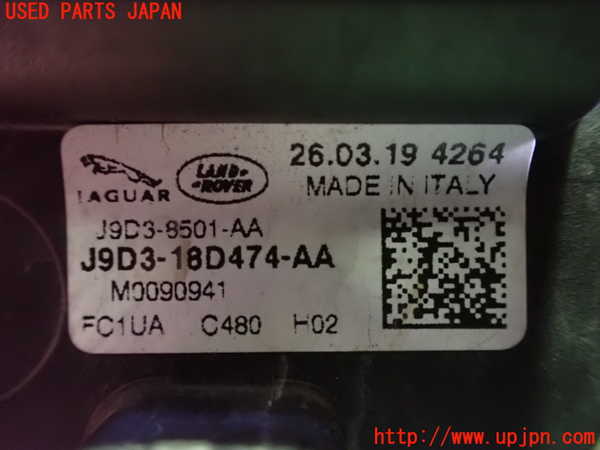 USED PARTS JAPAN
JAGUAR
LAND-
-ROVER
26.03.19 4264
MADE IN ITALY
J9D3-8501-AA
J9D3-18D474-AA
M0090941
FC1UA C480 H02
http://www.upjpn.com/